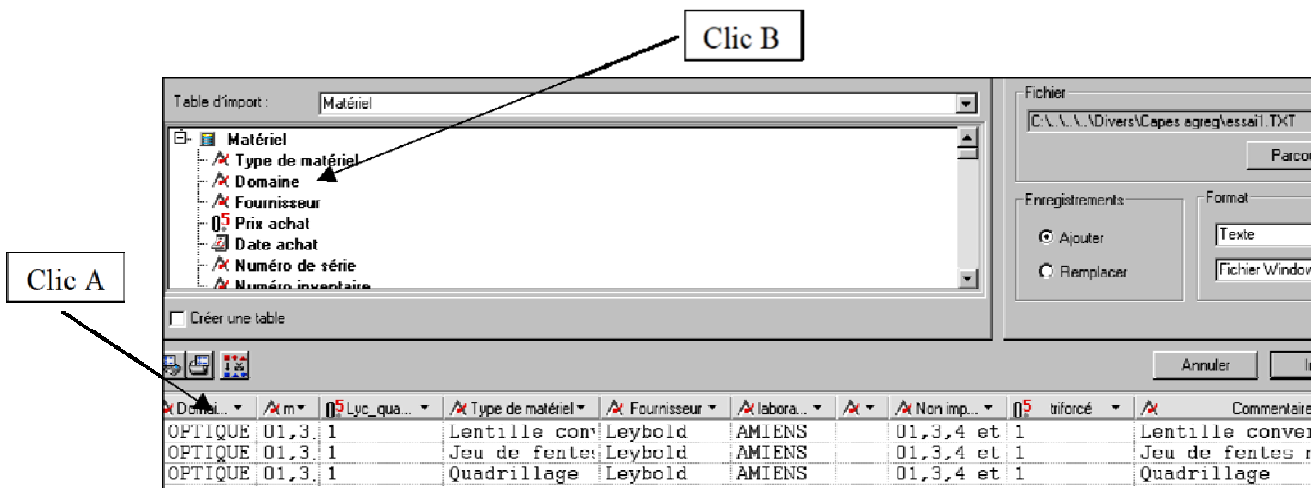 Clic B
Table d'import : Matériel
Fichier
C:\..\..\..\Divers\Capes agreg\essai1.TXT
Matériel
Type de matériel
Domaine
Fournisseur
Prix achat
Date achat
Numéro de série
Numéro inventaire
Parcou
Enregistrements
Ajouter
Remplacer
Format
Texte
Fichier Window
Clic A
Créer une table
Annuler
Domai... m Lyc_qua... Type de matériel Fournisseur labora... Non imp... triforcé Commentaire
OPTIQUE 01,3. 1 Lentille con Leybold AMIENS 01,3,4 et 1 Lentille conver
OPTIQUE 01,3. 1 Jeu de fente Leybold AMIENS 01,3,4 et 1 Jeu de fentes
OPTIQUE 01,3. 1 Quadrillage Leybold AMIENS 01,3,4 et 1 Quadrillage